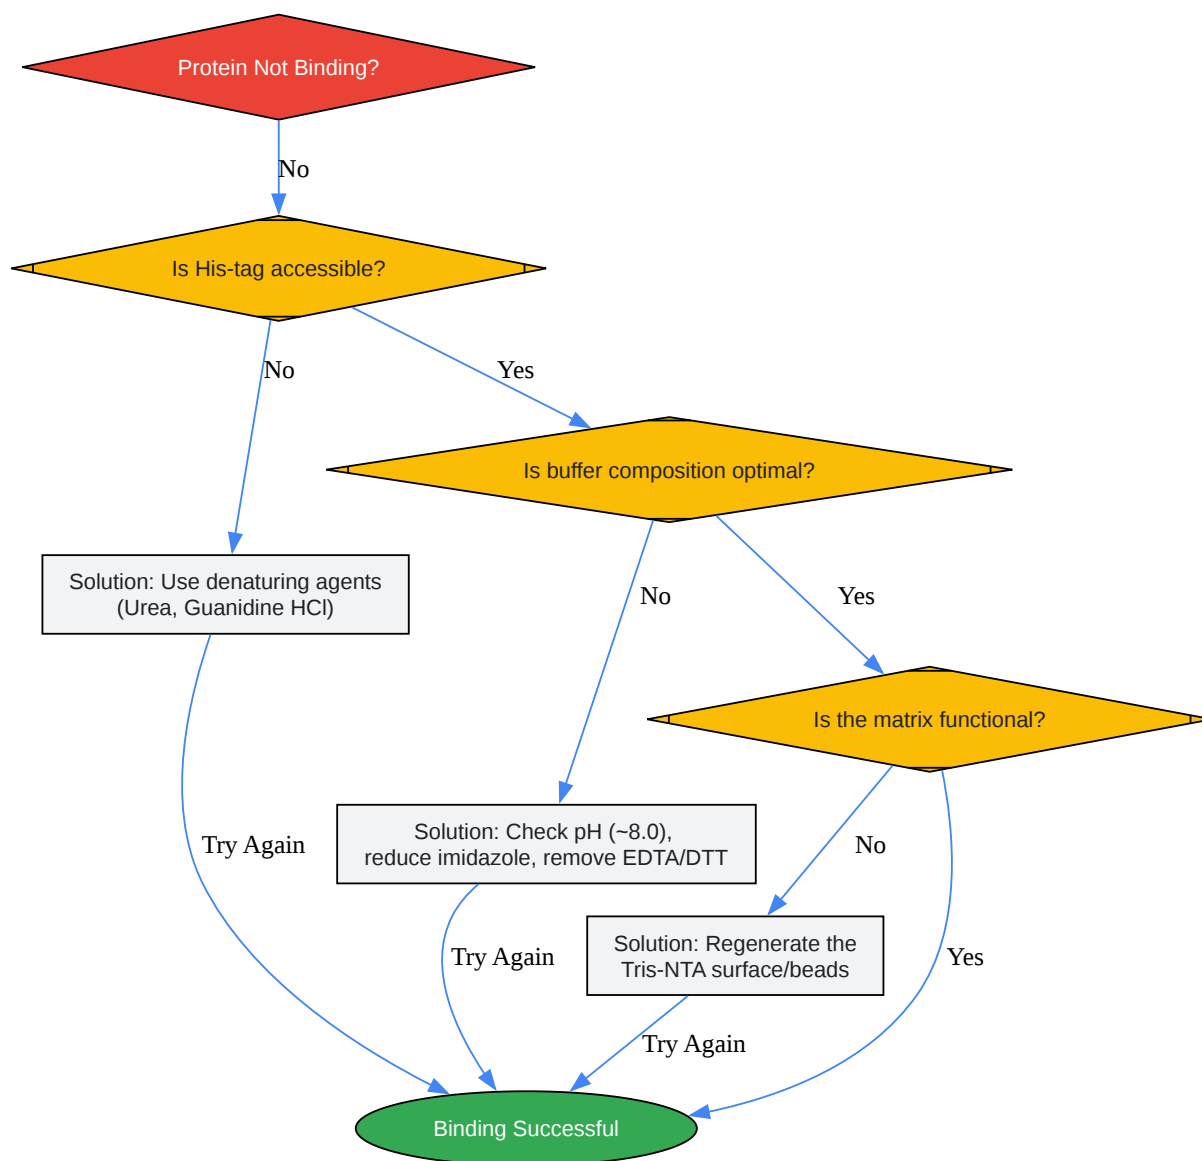 Protein Not Binding?
No
Is His-tag accessible?
No
Yes
Is buffer composition optimal?
Solution: Use denaturing agents
(Urea, Guanidine HCl)
No
Yes
Is the matrix functional?
Solution: Check pH (~8.0),
reduce imidazole, remove EDTA/DTT
Try Again
No
Solution: Regenerate the
Tris-NTA surface/beads
Try Again
Yes
Try Again
Binding Successful